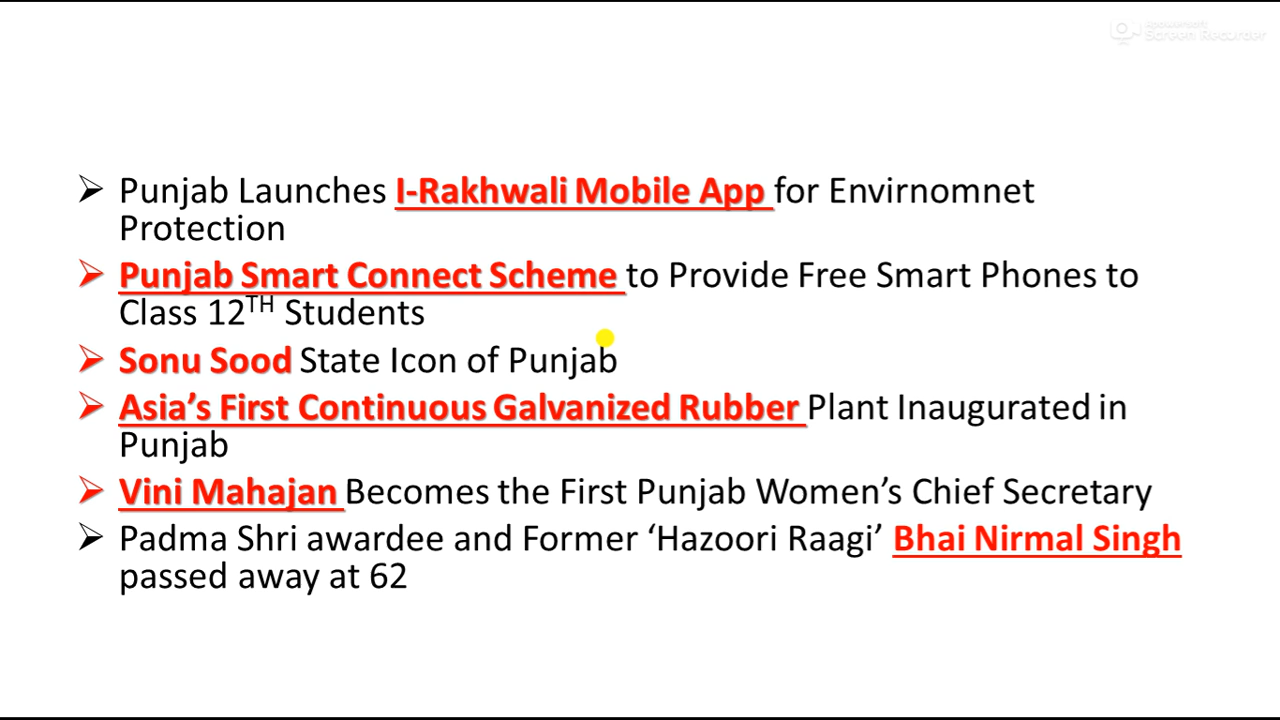 Apowersoft
Screen Recorder
Punjab Launches I-Rakhwali Mobile App for Envirnomnet
Protection
Punjab Smart Connect Scheme to Provide Free Smart Phones to
Class 12TH Students
Sonu Sood State Icon of Punjab
Asia’s First Continuous Galvanized Rubber Plant Inaugurated in
Punjab
Vini Mahajan Becomes the First Punjab Women’s Chief Secretary
Padma Shri awardee and Former ‘Hazoori Raagi’ Bhai Nirmal Singh
passed away at 62